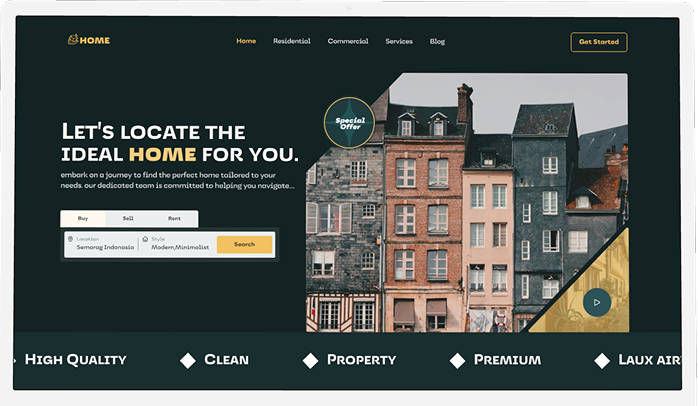 HOME
Home Residential Commercial Services Blog
Get Started
Special
Offer
LET'S LOCATE THE
IDEAL HOME FOR YOU.
embark on a journey to find the perfect home tailored to your
needs. our dedicated team is committed to helping you navigate...
Buy Sell Rent
Location Style
Semarag Indonasia Modern,Minimalist
Search
HIGH QUALITY CLEAN PROPERTY PREMIUM LAUX AIR